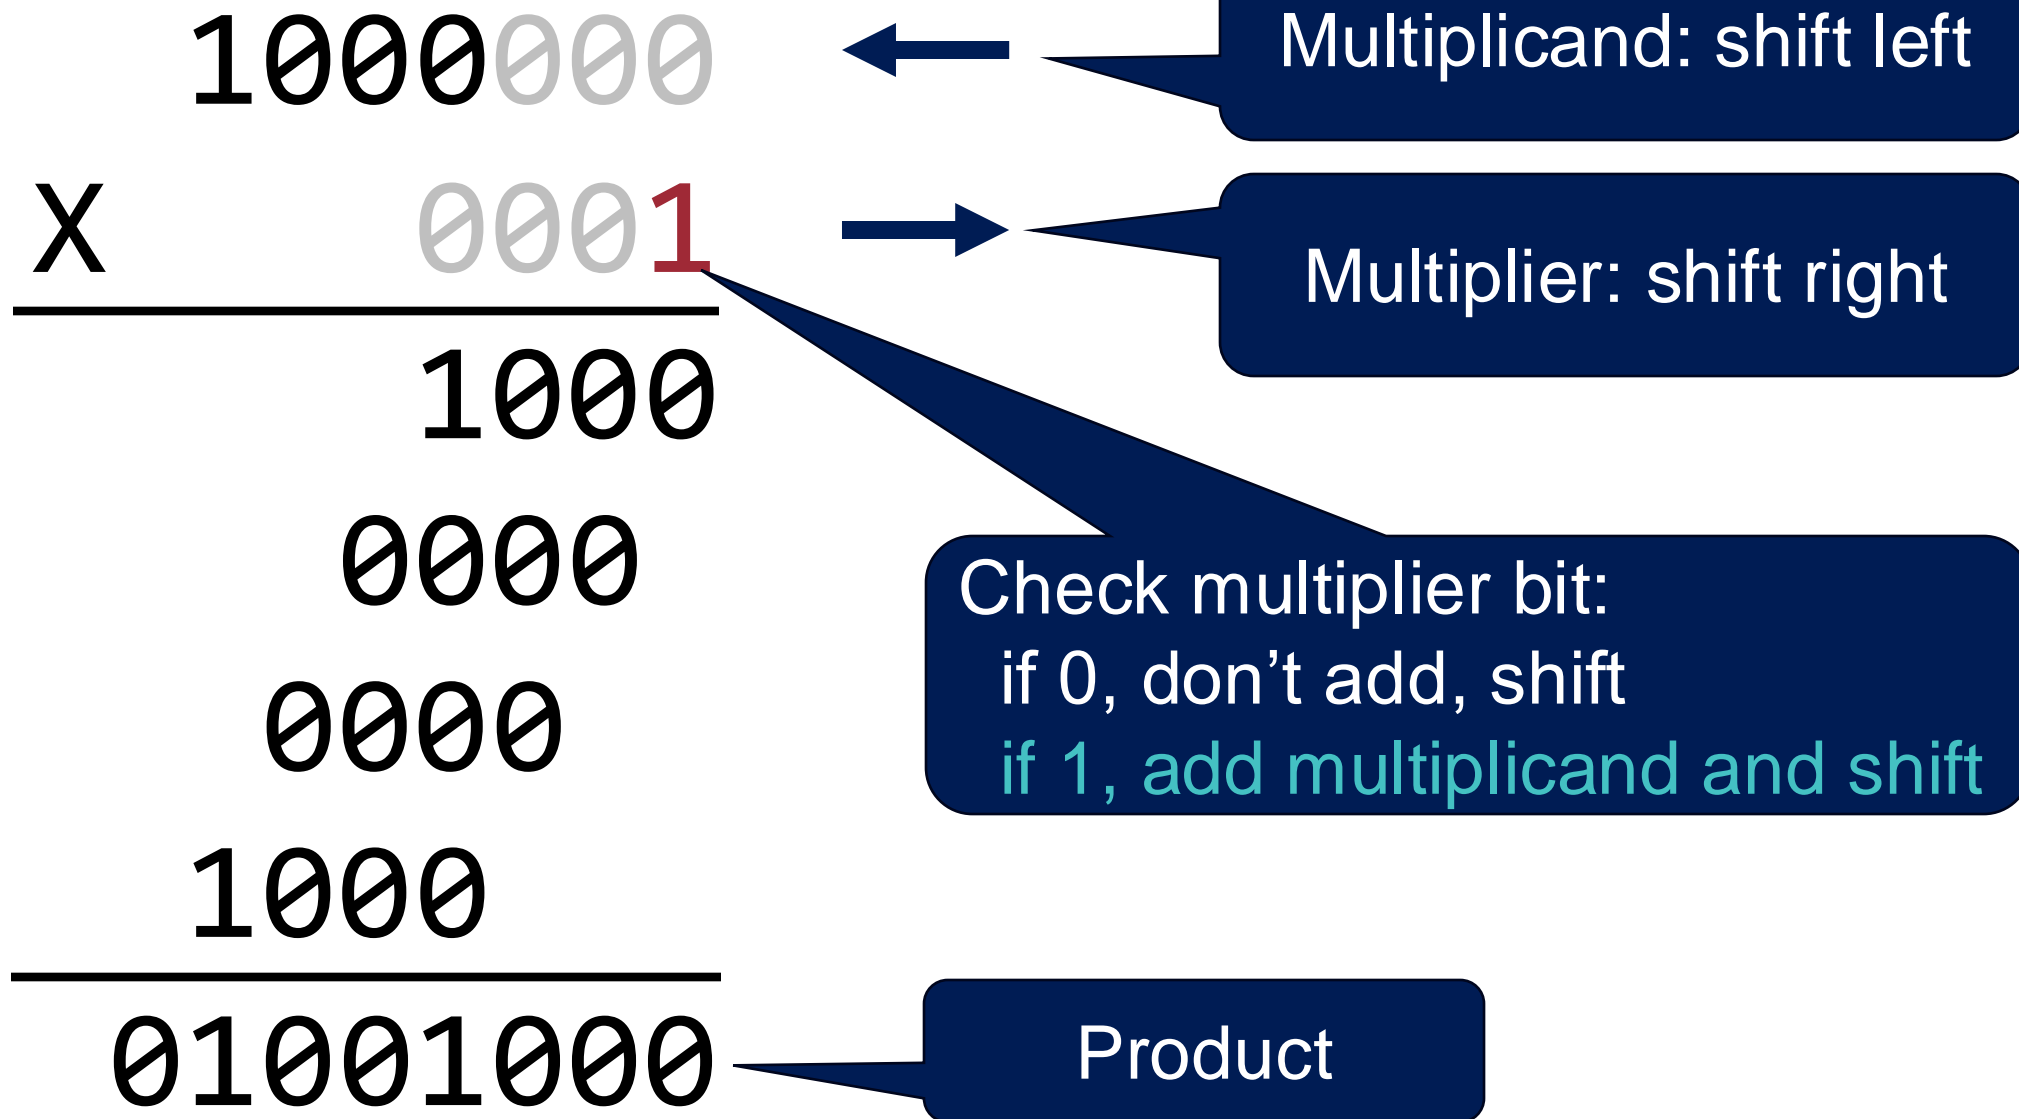 1000000
Multiplicand: shift left
X 0001
Multiplier: shift right
1000
0000
Check multiplier bit:
if 0, don’t add, shift
0000
if 1, add multiplicand and shift
1000
01001000
Product